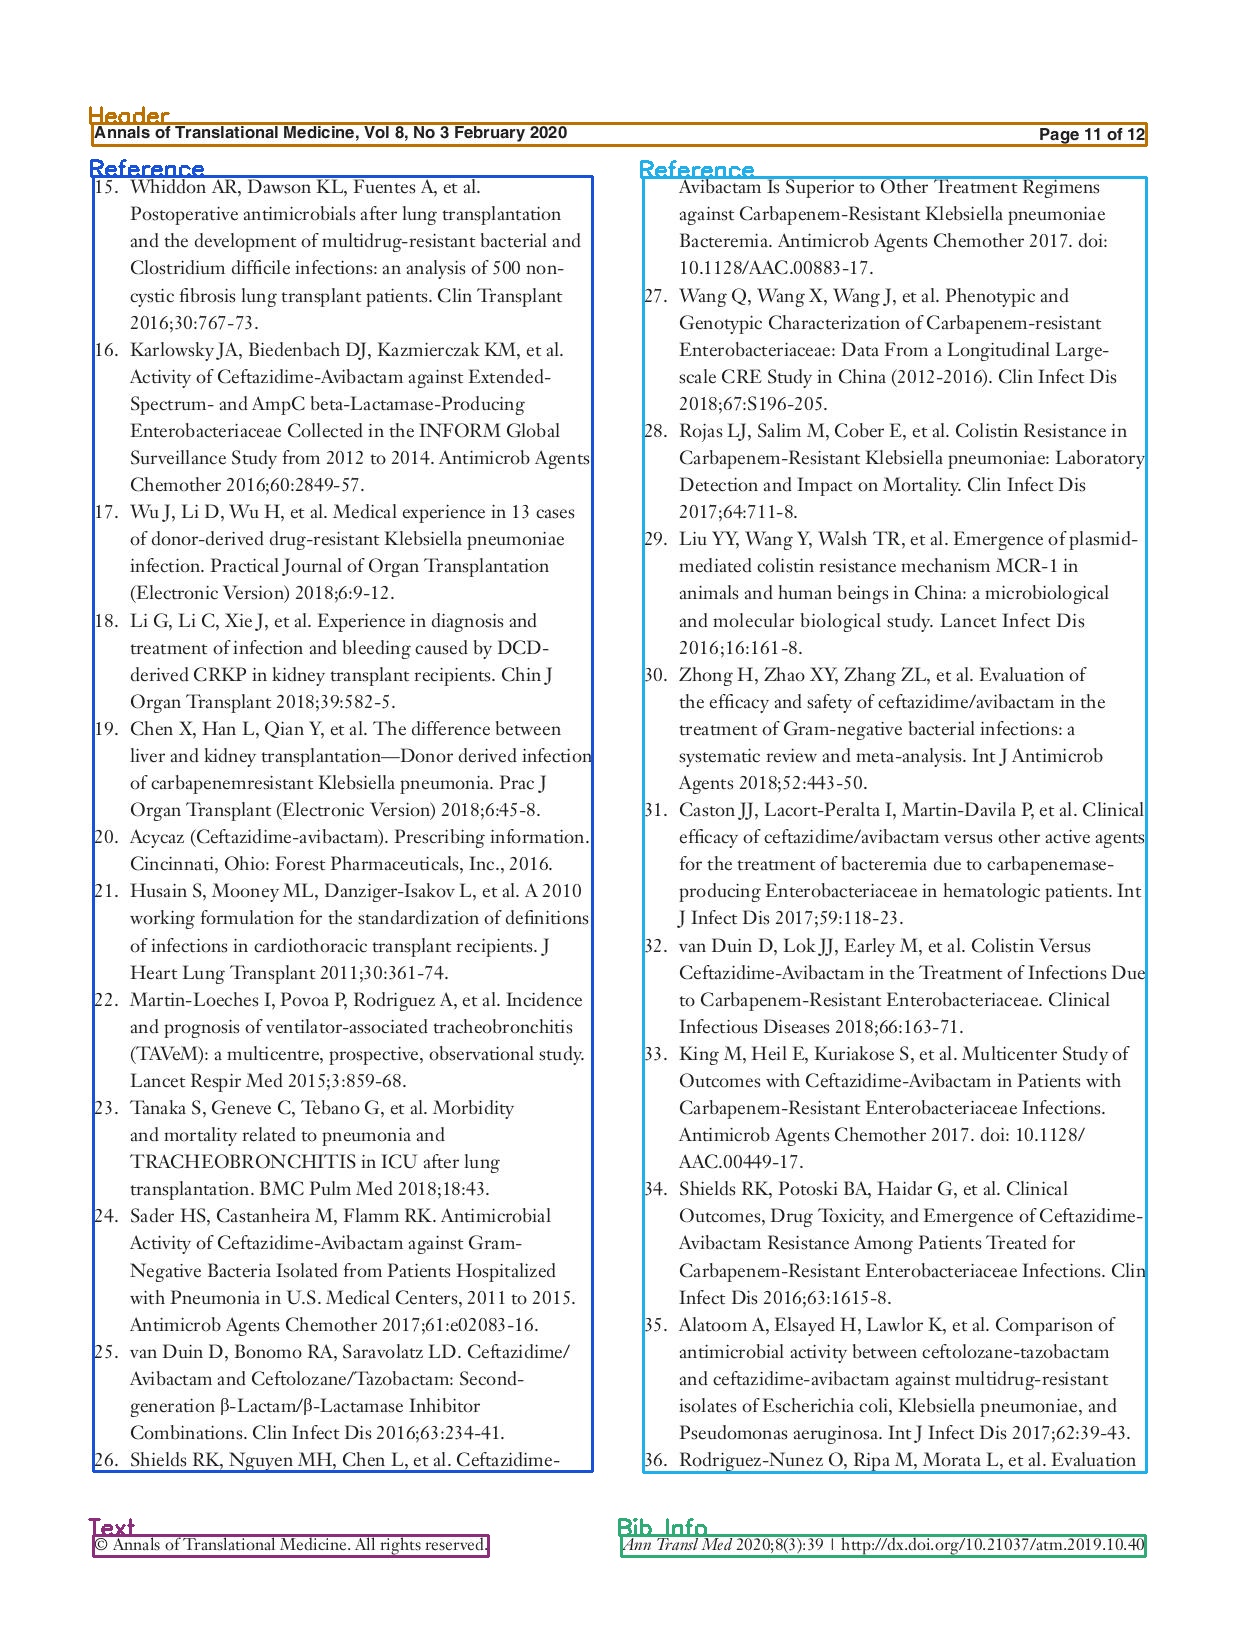 Header
Annals of Translational Medicine, Vol 8, No 3 February 2020
Page 11 of 12
Reference
15. Whiddon AR, Dawson KL, Fuentes A, et al.
Postoperative antimicrobials after lung transplantation
and the development of multidrug-resistant bacterial and
Clostridium difficile infections: an analysis of 500 non-
cystic fibrosis lung transplant patients. Clin Transplant
2016;30:767-73.
16. Karlowsky JA, Biedenbach DJ, Kazmierczak KM, et al.
Activity of Ceftazidime-Avibactam against Extended-
Spectrum- and AmpC beta-Lactamase-Producing
Enterobacteriaceae Collected in the INFORM Global
Surveillance Study from 2012 to 2014. Antimicrob Agents
Chemother 2016;60:2849-57.
17. Wu J, Li D, Wu H, et al. Medical experience in 13 cases
of donor-derived drug-resistant Klebsiella pneumoniae
infection. Practical Journal of Organ Transplantation
(Electronic Version) 2018;6:9-12.
18. Li G, Li C, Xie J, et al. Experience in diagnosis and
treatment of infection and bleeding caused by DCD-
derived CRKP in kidney transplant recipients. Chin J
Organ Transplant 2018;39:582-5.
19. Chen X, Han L, Qian Y, et al. The difference between
liver and kidney transplantation—Donor derived infection
of carbapenemresistant Klebsiella pneumonia. Prac J
Organ Transplant (Electronic Version) 2018;6:45-8.
20. Acycaz (Ceftazidime-avibactam). Prescribing information.
Cincinnati, Ohio: Forest Pharmaceuticals, Inc., 2016.
21. Husain S, Mooney ML, Danziger-Isakov L, et al. A 2010
working formulation for the standardization of definitions
of infections in cardiothoracic transplant recipients. J
Heart Lung Transplant 2011;30:361-74.
22. Martin-Loeches I, Povoa P, Rodriguez A, et al. Incidence
and prognosis of ventilator-associated tracheobronchitis
(TAVeM): a multicentre, prospective, observational study.
Lancet Respir Med 2015;3:859-68.
23. Tanaka S, Geneve C, Tebano G, et al. Morbidity
and mortality related to pneumonia and
TRACHEOBRONCHITIS in ICU after lung
transplantation. BMC Pulm Med 2018;18:43.
24. Sader HS, Castanheira M, Flamm RK. Antimicrobial
Activity of Ceftazidime-Avibactam against Gram-
Negative Bacteria Isolated from Patients Hospitalized
with Pneumonia in U.S. Medical Centers, 2011 to 2015.
Antimicrob Agents Chemother 2017;61:e02083-16.
25. van Duin D, Bonomo RA, Saravolatz LD. Ceftazidime/
Avibactam and Ceftolozane/Tazobactam: Second-
generation β-Lactam/β-Lactamase Inhibitor
Combinations. Clin Infect Dis 2016;63:234-41.
26. Shields RK, Nguyen MH, Chen L, et al. Ceftazidime-
Reference
Avibactam Is Superior to Other Treatment Regimens
against Carbapenem-Resistant Klebsiella pneumoniae
Bacteremia. Antimicrob Agents Chemother 2017. doi:
10.1128/AAC.00883-17.
27. Wang Q, Wang X, Wang J, et al. Phenotypic and
Genotypic Characterization of Carbapenem-resistant
Enterobacteriaceae: Data From a Longitudinal Large-
scale CRE Study in China (2012-2016). Clin Infect Dis
2018;67:S196-205.
28. Rojas LJ, Salim M, Cober E, et al. Colistin Resistance in
Carbapenem-Resistant Klebsiella pneumoniae: Laboratory
Detection and Impact on Mortality. Clin Infect Dis
2017;64:711-8.
29. Liu YY, Wang Y, Walsh TR, et al. Emergence of plasmid-
mediated colistin resistance mechanism MCR-1 in
animals and human beings in China: a microbiological
and molecular biological study. Lancet Infect Dis
2016;16:161-8.
30. Zhong H, Zhao XY, Zhang ZL, et al. Evaluation of
the efficacy and safety of ceftazidime/avibactam in the
treatment of Gram-negative bacterial infections: a
systematic review and meta-analysis. Int J Antimicrob
Agents 2018;52:443-50.
31. Caston JJ, Lacort-Peralta I, Martin-Davila P, et al. Clinical
efficacy of ceftazidime/avibactam versus other active agents
for the treatment of bacteremia due to carbapenemase-
producing Enterobacteriaceae in hematologic patients. Int
J Infect Dis 2017;59:118-23.
32. van Duin D, Lok JJ, Earley M, et al. Colistin Versus
Ceftazidime-Avibactam in the Treatment of Infections Due
to Carbapenem-Resistant Enterobacteriaceae. Clinical
Infectious Diseases 2018;66:163-71.
33. King M, Heil E, Kuriakose S, et al. Multicenter Study of
Outcomes with Ceftazidime-Avibactam in Patients with
Carbapenem-Resistant Enterobacteriaceae Infections.
Antimicrob Agents Chemother 2017. doi: 10.1128/
AAC.00449-17.
34. Shields RK, Potoski BA, Haidar G, et al. Clinical
Outcomes, Drug Toxicity, and Emergence of Ceftazidime-
Avibactam Resistance Among Patients Treated for
Carbapenem-Resistant Enterobacteriaceae Infections. Clin
Infect Dis 2016;63:1615-8.
35. Alatoom A, Elsayed H, Lawlor K, et al. Comparison of
antimicrobial activity between ceftolozane-tazobactam
and ceftazidime-avibactam against multidrug-resistant
isolates of Escherichia coli, Klebsiella pneumoniae, and
Pseudomonas aeruginosa. Int J Infect Dis 2017;62:39-43.
36. Rodriguez-Nunez O, Ripa M, Morata L, et al. Evaluation
Text
© Annals of Translational Medicine. All rights reserved.
Bib Info
Ann Transl Med 2020;8(3):39 | http://dx.doi.org/10.21037/atm.2019.10.40